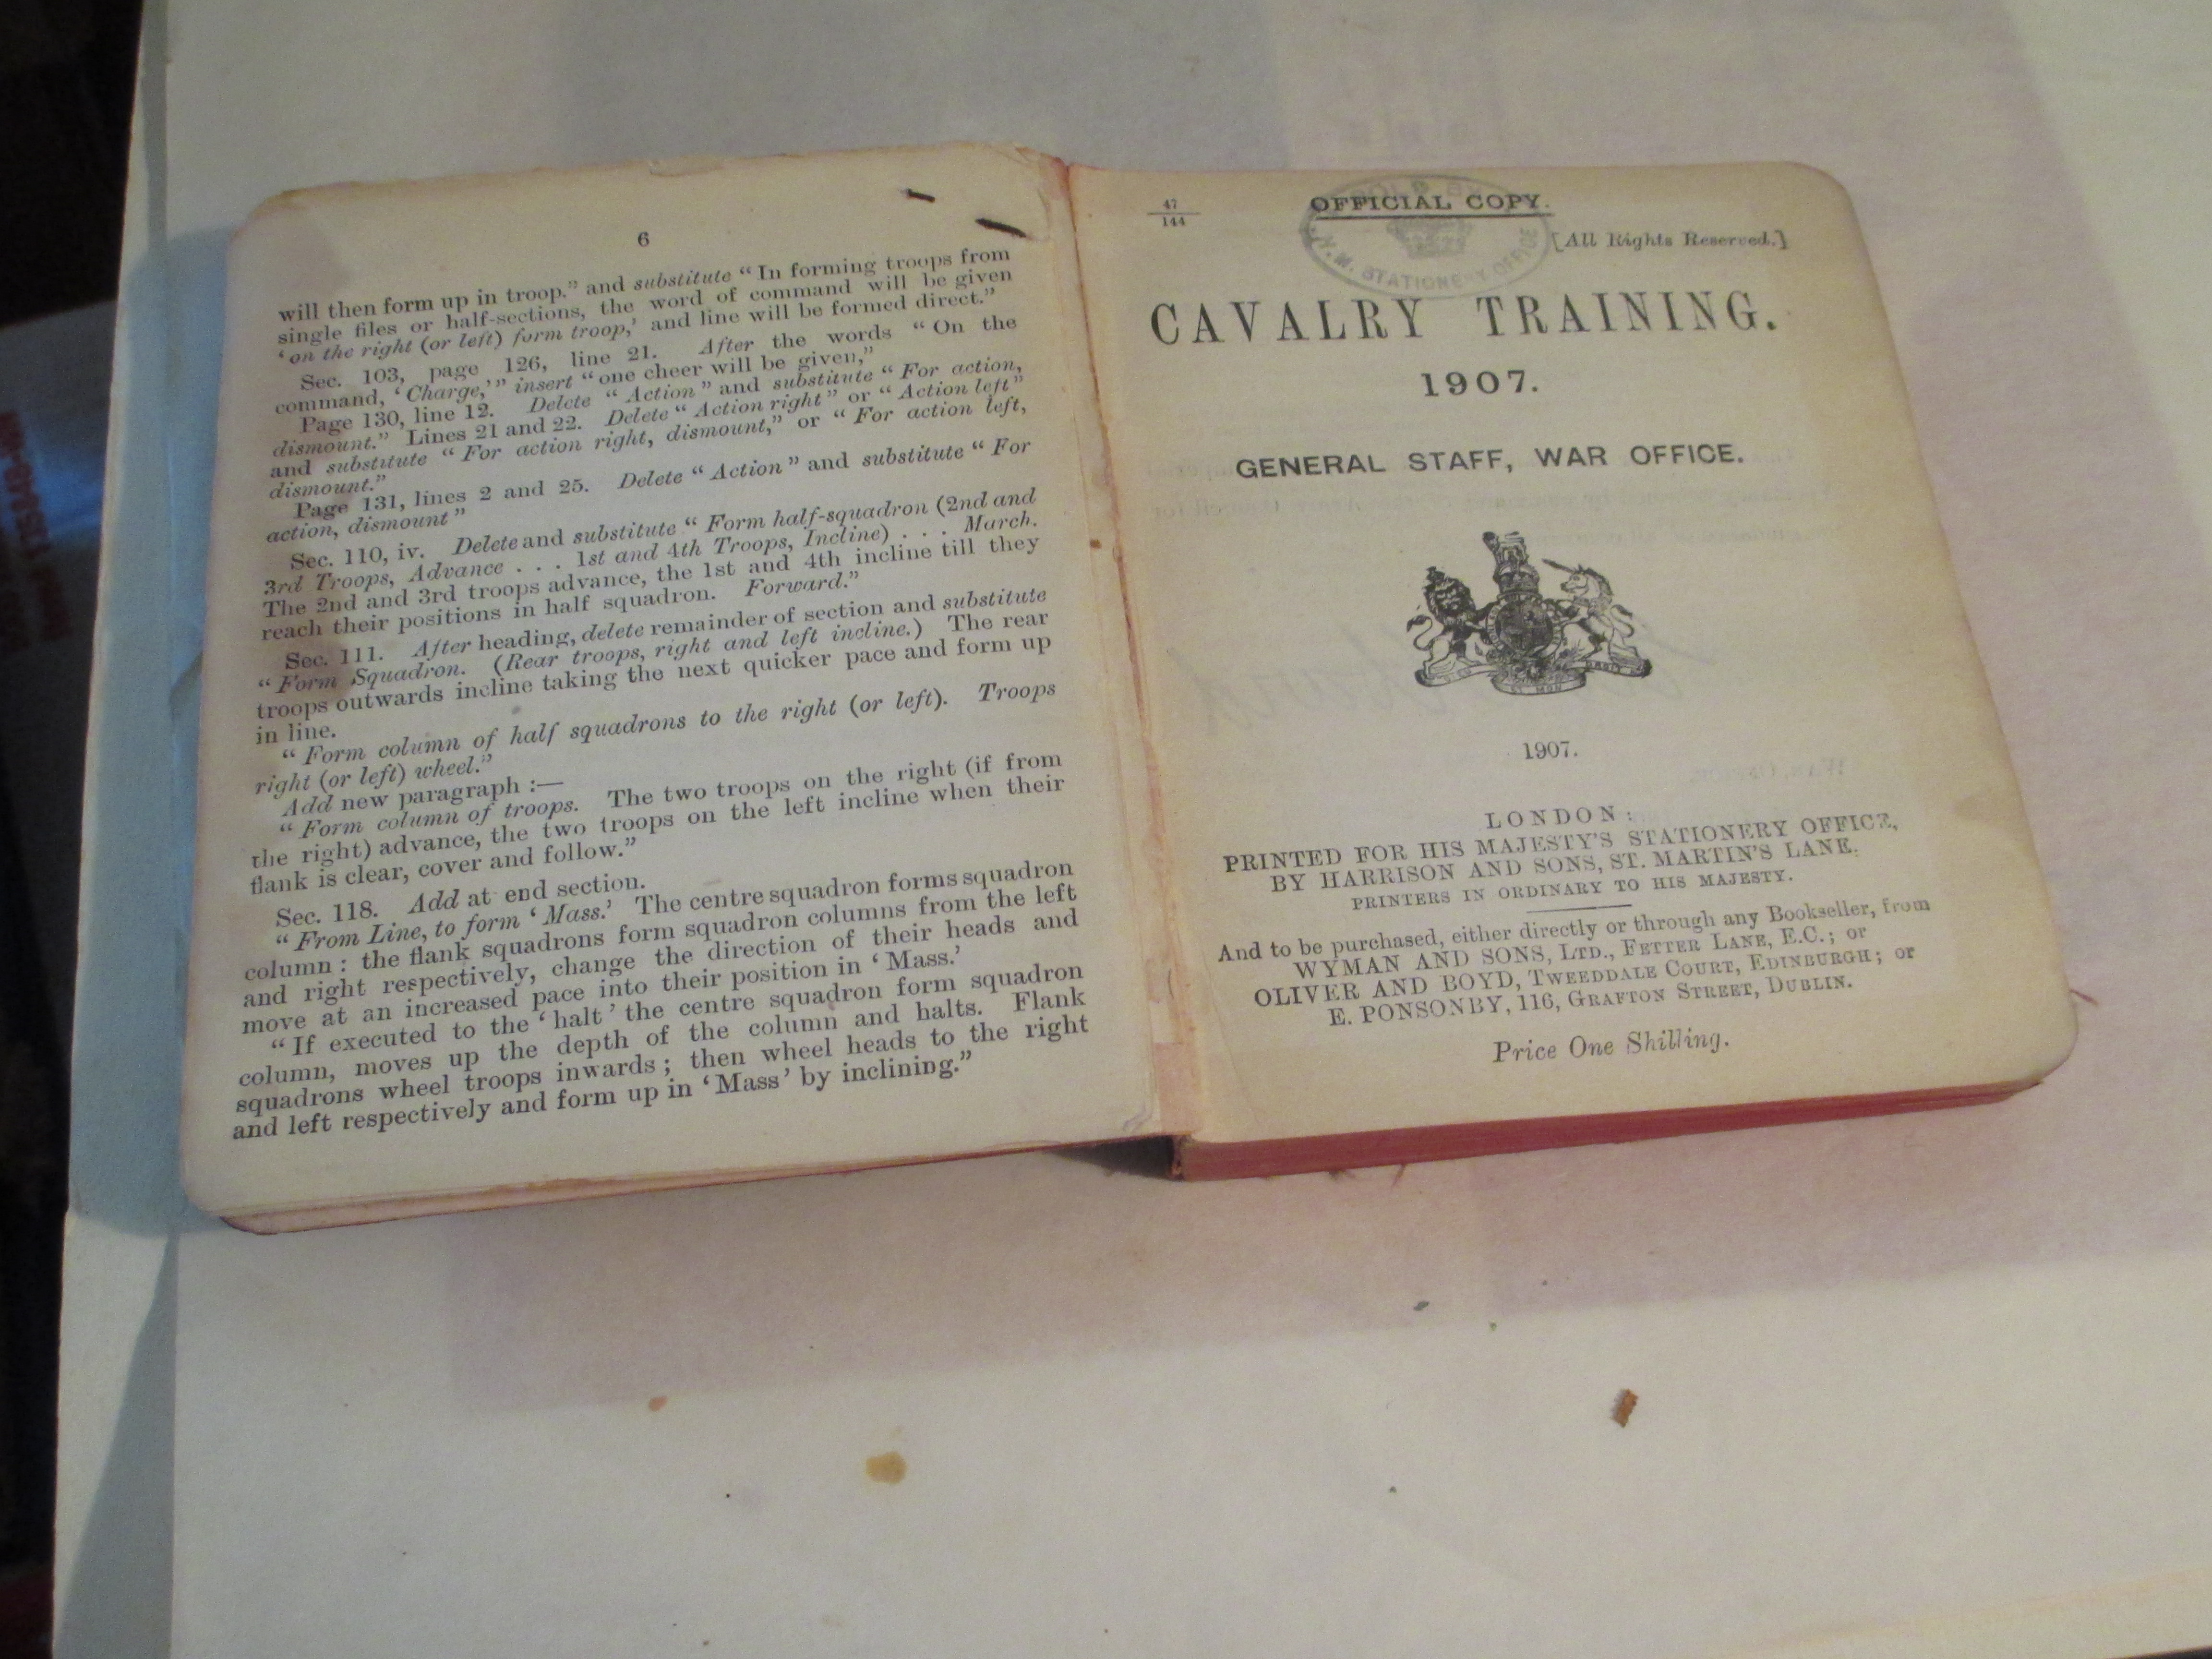 6
will then form up in troop." and substitute "In forming troops from
single files or half-sections, the word of command will be given
'on the right (or left) form troop,' and line will be formed direct."
Sec. 103, page 126, line 21. After the words "On the
command, 'Charge,'" insert "one cheer will be given,"
Page 130, line 12. Delete "Action" and substitute "For action,
dismount." Lines 21 and 22. Delete "Action right" or "Action left"
and substitute "For action right, dismount," or "For action left,
dismount."
Page 131, lines 2 and 25. Delete "Action" and substitute "For
action, dismount"
Sec. 110, iv. Delete and substitute "Form half-squadron (2nd and
3rd Troops, Advance . . . 1st and 4th Troops, Incline) . . . March.
The 2nd and 3rd troops advance, the 1st and 4th incline till they
reach their positions in half squadron. Forward."
Sec. 111. After heading, delete remainder of section and substitute
"Form Squadron. (Rear troops, right and left incline.) The rear
troops outwards incline taking the next quicker pace and form up
in line.
"Form column of half squadrons to the right (or left). Troops
right (or left) wheel."
Add new paragraph :—
"Form column of troops. The two troops on the right (if from
the right) advance, the two troops on the left incline when their
flank is clear, cover and follow."
Sec. 118. Add at end section.
"From Line, to form 'Mass.' The centre squadron forms squadron
column : the flank squadrons form squadron columns from the left
and right respectively, change the direction of their heads and
move at an increased pace into their position in 'Mass.'
"If executed to the 'halt' the centre squadron form squadron
column, moves up the depth of the column and halts. Flank
squadrons wheel troops inwards ; then wheel heads to the right
and left respectively and form up in 'Mass' by inclining."
47
144
OFFICIAL COPY.
SOLD BY
H.M. STATIONERY OFFICE
[All Rights Reserved.]
CAVALRY TRAINING.
1907.
GENERAL STAFF, WAR OFFICE.
1907.
LONDON:
PRINTED FOR HIS MAJESTY'S STATIONERY OFFICE,
BY HARRISON AND SONS, ST. MARTIN'S LANE,
PRINTERS IN ORDINARY TO HIS MAJESTY.
And to be purchased, either directly or through any Bookseller, from
WYMAN AND SONS, LTD., FETTER LANE, E.C.; or
OLIVER AND BOYD, TWEEDDALE COURT, EDINBURGH; or
E. PONSONBY, 116, GRAFTON STREET, DUBLIN.
Price One Shilling.